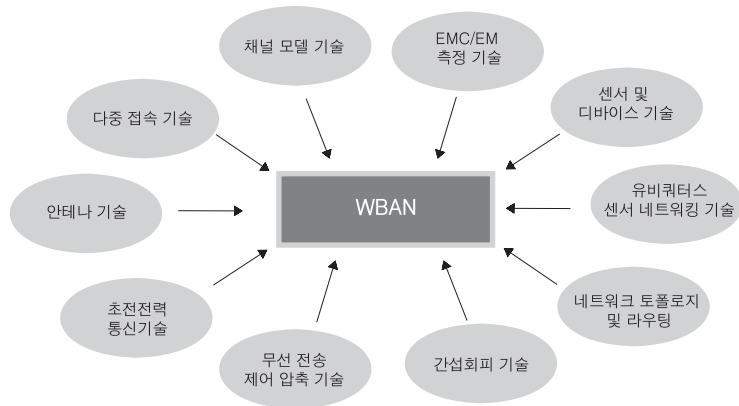 채널 모델 기술
EMC/EM
측정 기술
다중 접속 기술
센서 및
디바이스 기술
WBAN
안테나 기술
유비쿼터스
센서 네트워킹 기술
초전전력
통신기술
네트워크 토폴로지
및 라우팅
무선 전송
제어 압축 기술
간섭회피 기술